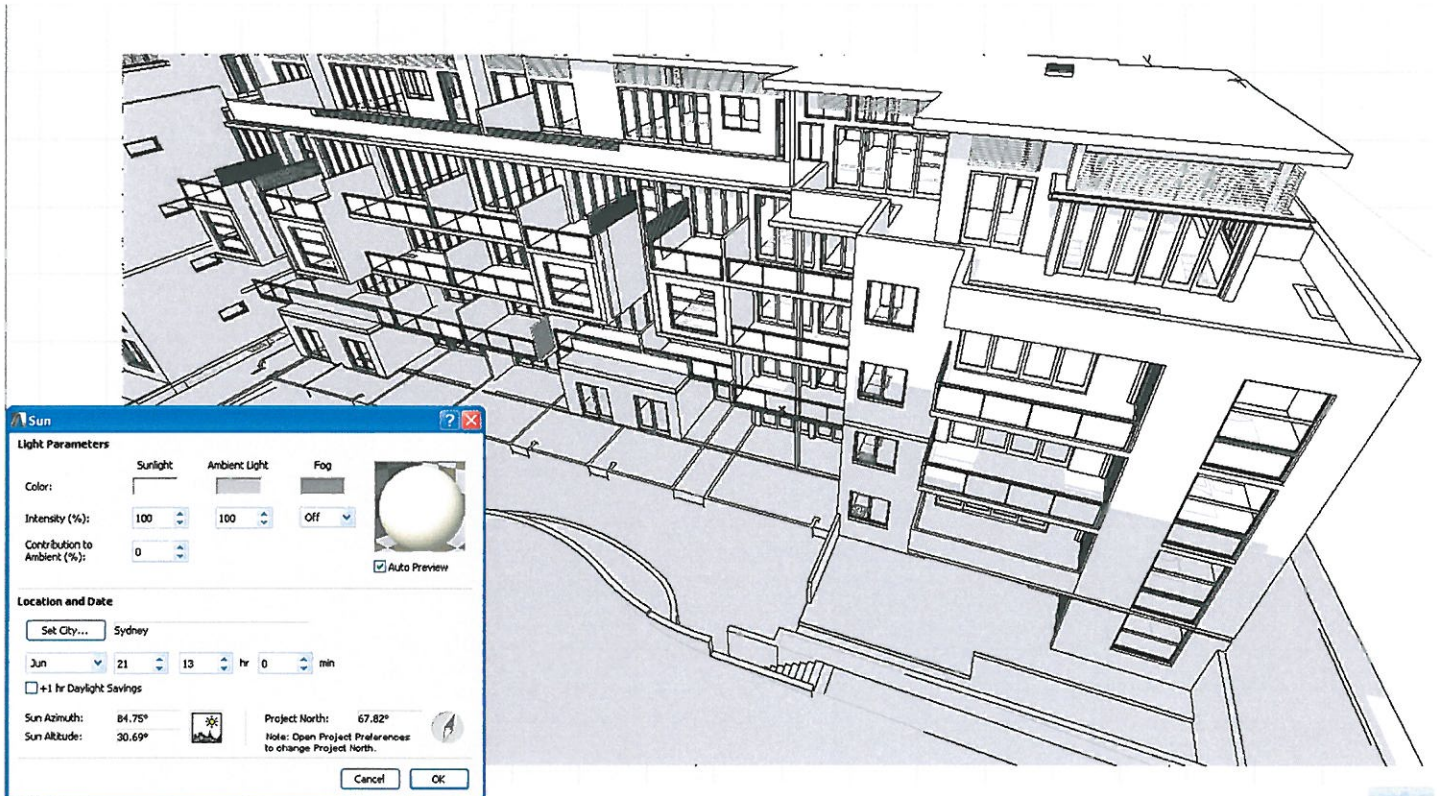 Sun
Light Parameters
Sunlight Ambient Light Fog
Color:
Intensity (%): 100 100 Off
Contribution to
Ambient (%): 0
Auto Preview
Location and Date
Set City... Sydney
Jun 21 13 hr 0 min
+1 hr Daylight Savings
Sun Azimuth: 84.75°
Sun Altitude: 30.69°
Project North: 67.82°
Note: Open Project Preferences
to change Project North.
Cancel OK